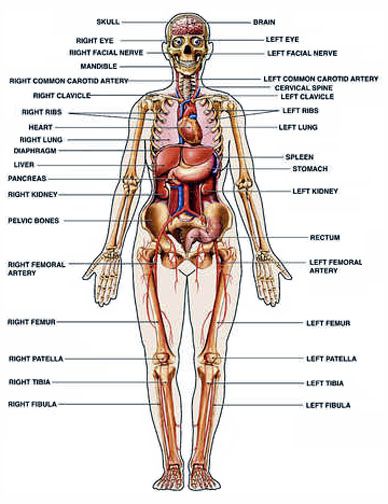 SKULL
BRAIN
RIGHT EYE
LEFT EYE
RIGHT FACIAL NERVE
LEFT FACIAL NERVE
MANDIBLE
RIGHT COMMON CAROTID ARTERY
LEFT COMMON CAROTID ARTERY
CERVICAL SPINE
RIGHT CLAVICLE
LEFT CLAVICLE
RIGHT RIBS
LEFT RIBS
HEART
LEFT LUNG
RIGHT LUNG
DIAPHRAGM
SPLEEN
LIVER
STOMACH
PANCREAS
RIGHT KIDNEY
LEFT KIDNEY
PELVIC BONES
RECTUM
RIGHT FEMORAL
ARTERY
LEFT FEMORAL
ARTERY
RIGHT FEMUR
LEFT FEMUR
RIGHT PATELLA
LEFT PATELLA
RIGHT TIBIA
LEFT TIBIA
RIGHT FIBULA
LEFT FIBULA